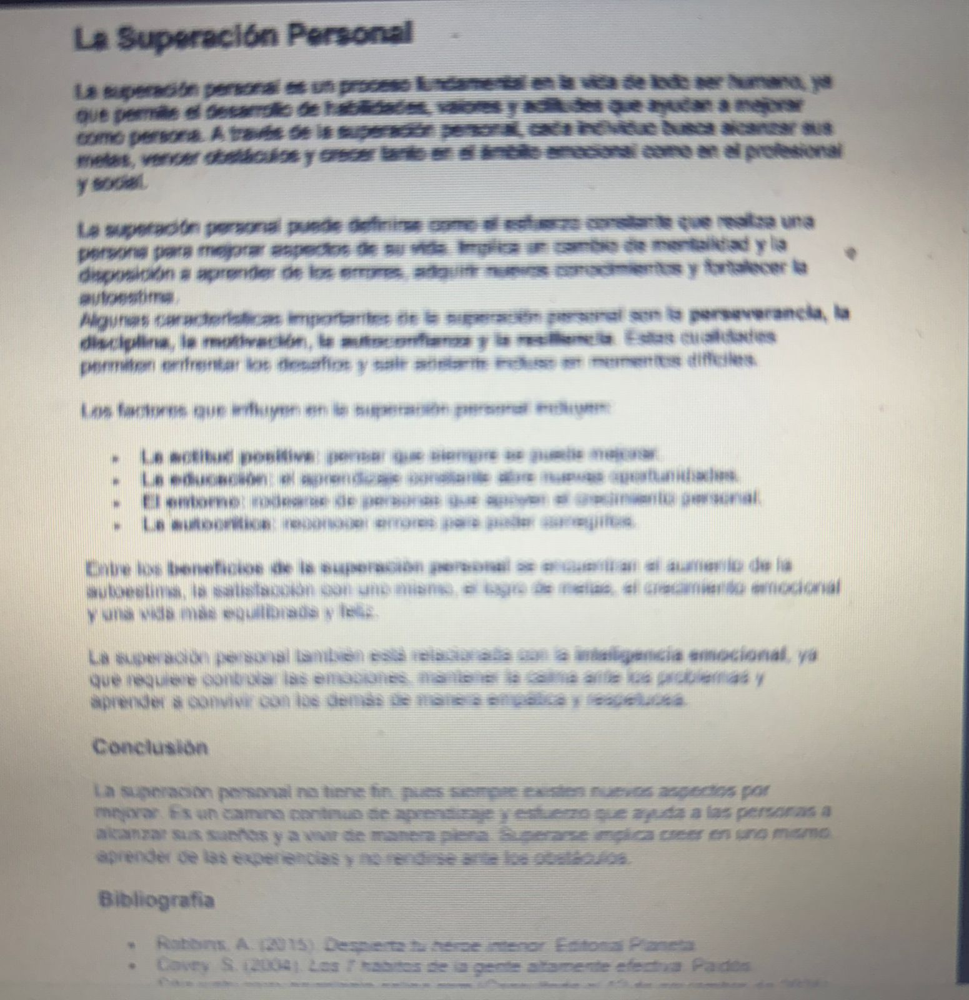 La Superación Personal
La superación personal es un proceso fundamental en la vida de todo ser humano, ya
que permite el desarrollo de habilidades, valores y actitudes que ayudan a mejorar
como persona. A través de la superación personal, cada individuo busca alcanzar sus
metas, vencer obstáculos y crecer tanto en el ámbito emocional como en el profesional
y social.
La superación personal puede definirse como el esfuerzo constante que realiza una
persona para mejorar aspectos de su vida. Implica un cambio de mentalidad y la
disposición a aprender de los errores, adquirir nuevos conocimientos y fortalecer la
autoestima.
Algunas características importantes de la superación personal son la perseverancia, la
disciplina, la motivación, la autoconfianza y la resiliencia. Estas cualidades
permiten enfrentar los desafíos y salir adelante incluso en momentos difíciles.
Los factores que influyen en la superación personal incluyen:
• La actitud positiva: pensar que siempre se puede mejorar.
• La educación: el aprendizaje constante abre nuevas oportunidades.
• El entorno: rodearse de personas que apoyen el crecimiento personal.
• La autocrítica: reconocer errores para poder corregirlos.
Entre los beneficios de la superación personal se encuentran el aumento de la
autoestima, la satisfacción con uno mismo, el logro de metas, el crecimiento emocional
y una vida más equilibrada y feliz.
La superación personal también está relacionada con la inteligencia emocional, ya
que requiere controlar las emociones, mantener la calma ante los problemas y
aprender a convivir con los demás de manera empática y respetuosa.
Conclusión
La superación personal no tiene fin, pues siempre existen nuevos aspectos por
mejorar. Es un camino continuo de aprendizaje y esfuerzo que ayuda a las personas a
alcanzar sus sueños y a vivir de manera plena. Superarse implica creer en uno mismo,
aprender de las experiencias y no rendirse ante los obstáculos.
Bibliografía
• Robbins, A. (2015). Despierta tu héroe interior. Editorial Planeta.
• Covey, S. (2004). Los 7 hábitos de la gente altamente efectiva. Paidós.